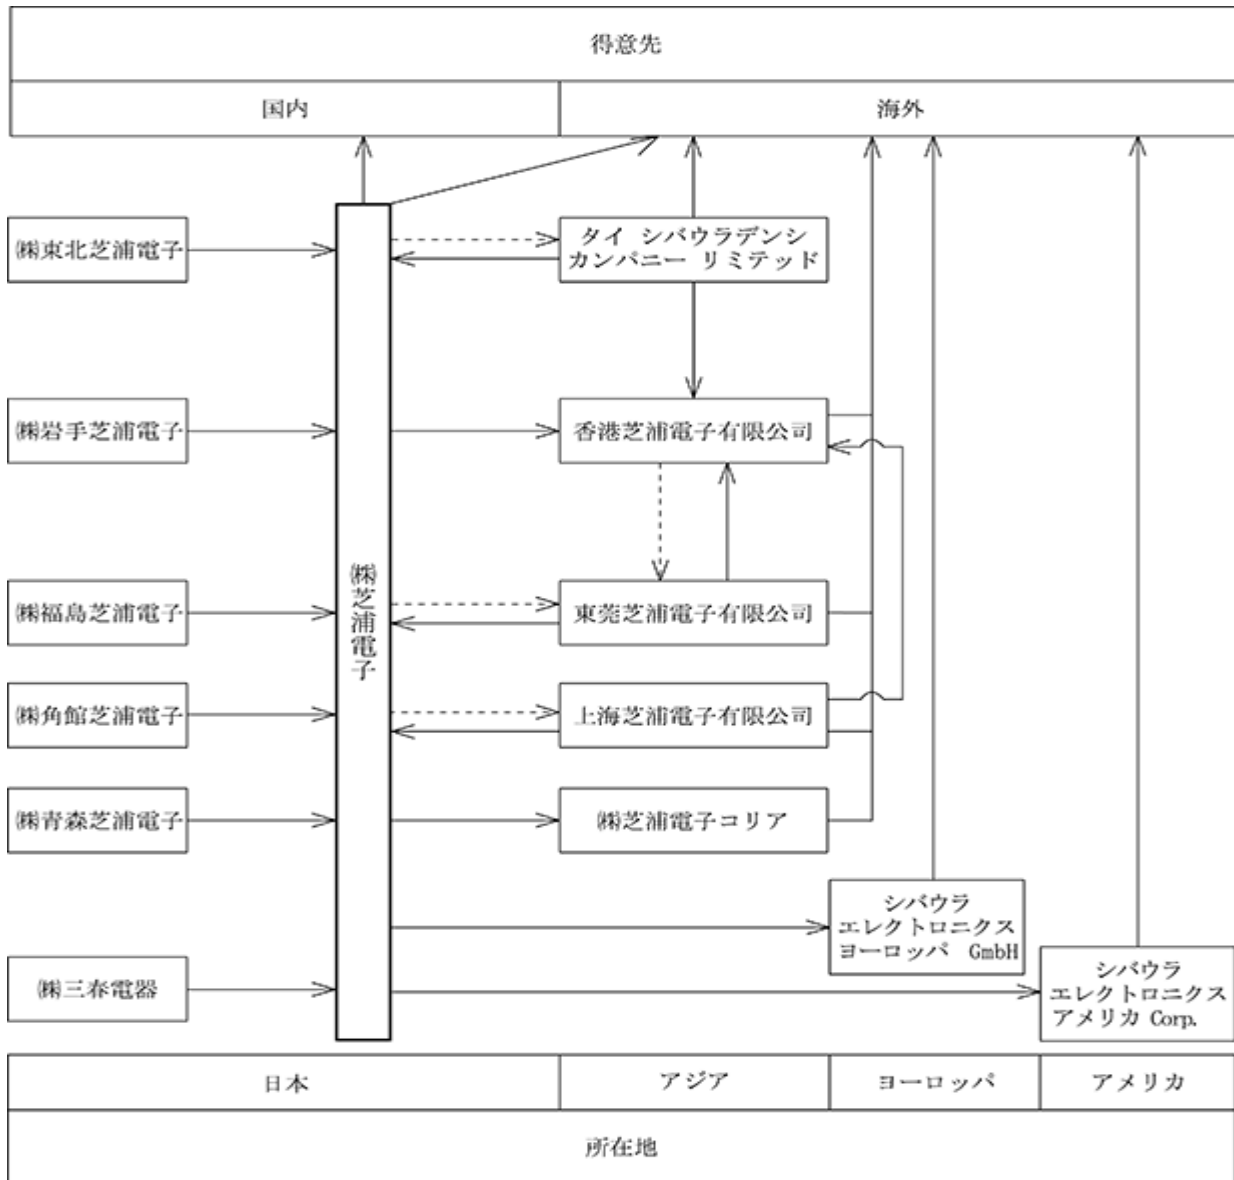 得意先
国内
海外
㈱東北芝浦電子
タイ シバウラデンシ
カンパニー リミテッド
㈱岩手芝浦電子
香港芝浦電子有限公司
㈱芝浦電子
㈱福島芝浦電子
東莞芝浦電子有限公司
㈱角館芝浦電子
上海芝浦電子有限公司
㈱青森芝浦電子
㈱芝浦電子コリア
シバウラ
エレクトロニクス
ヨーロッパ GmbH
㈱三春電器
シバウラ
エレクトロニクス
アメリカ Corp.
日本
アジア
ヨーロッパ
アメリカ
所在地